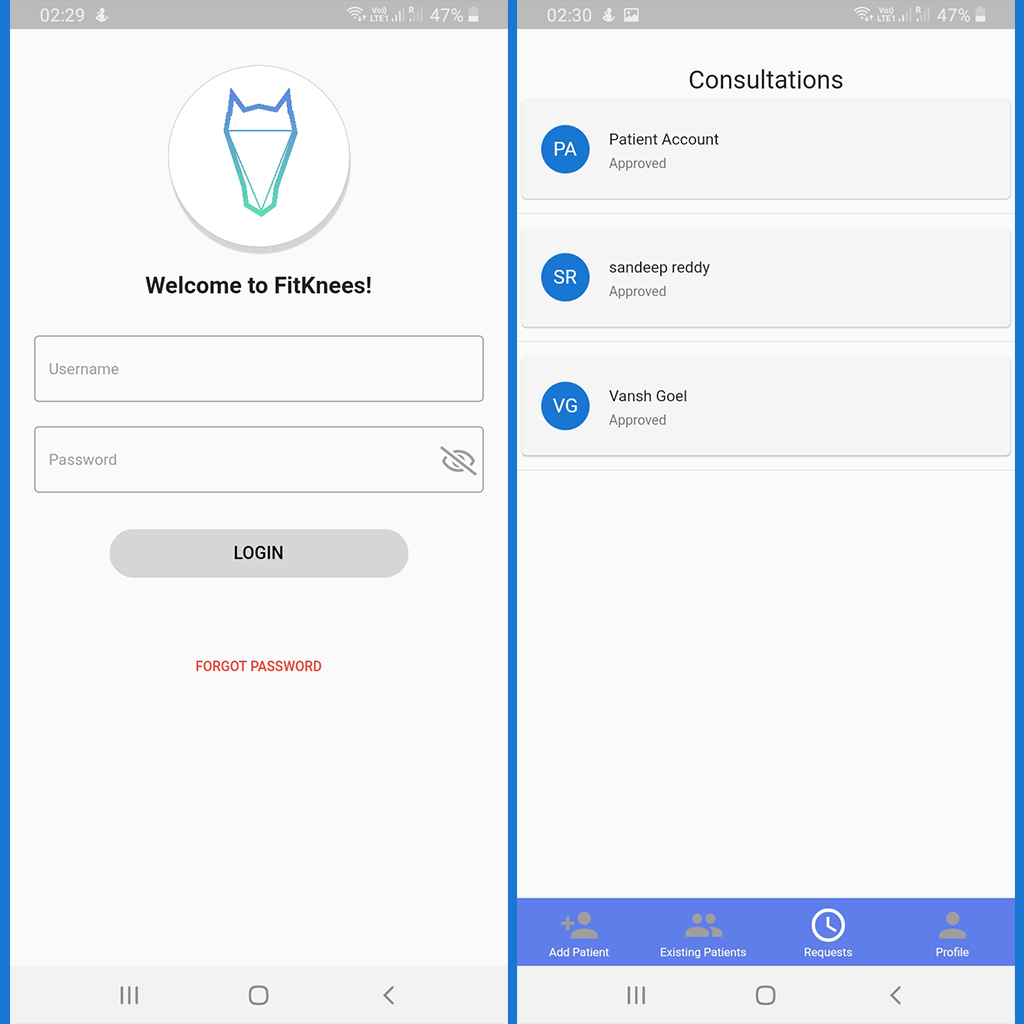 02:29
Vo)) LTE1 R 47%
Welcome to FitKnees!
Username
Password
LOGIN
FORGOT PASSWORD
02:30
Vo)) LTE1 R 47%
Consultations
PA
Patient Account
Approved
SR
sandeep reddy
Approved
VG
Vansh Goel
Approved
Add Patient
Existing Patients
Requests
Profile